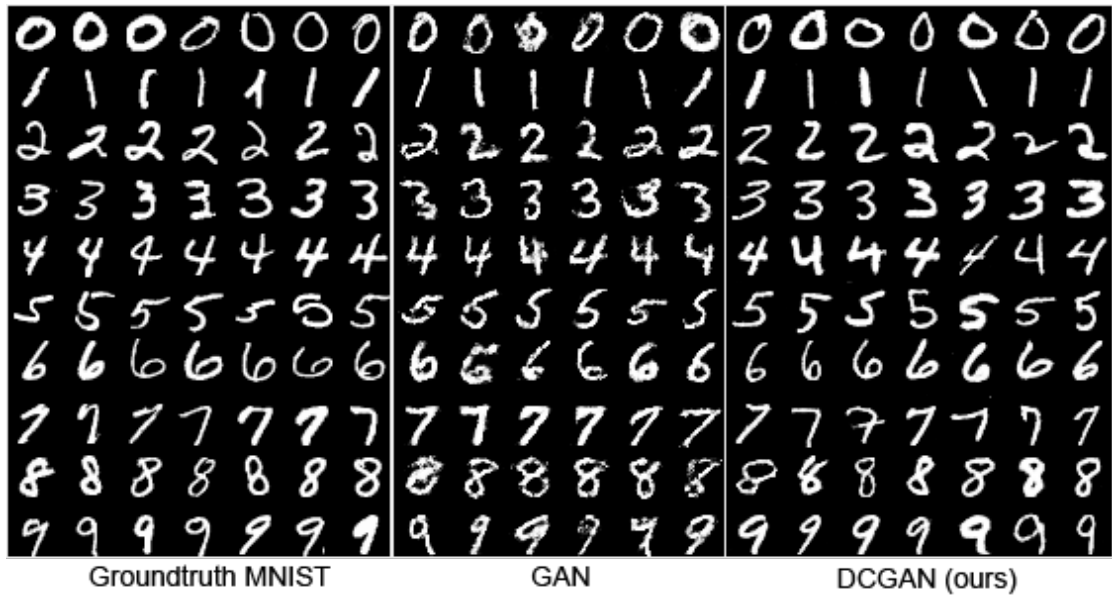 0 0 0 0 0 0 0 0 0 0 0 0 0 0 0 0 0 0 0 0
1 1 1 1 1 1 1 1 1 1 1 1 1 1 1 1 1 1 1 1
2 2 2 2 2 2 2 2 2 2 2 2 2 2 2 2 2 2 2 2
3 3 3 3 3 3 3 3 3 3 3 3 3 3 3 3 3 3 3 3
4 4 4 4 4 4 4 4 4 4 4 4 4 4 4 4 4 4 4 4
5 5 5 5 5 5 5 5 5 5 5 5 5 5 5 5 5 5 5 5
6 6 6 6 6 6 6 6 6 6 6 6 6 6 6 6 6 6 6 6
7 7 7 7 7 7 7 7 7 7 7 7 7 7 7 7 7 7 7 7
8 8 8 8 8 8 8 8 8 8 8 8 8 8 8 8 8 8 8 8
9 9 9 9 9 9 9 9 9 9 9 9 9 9 9 9 9 9 9 9
Groundtruth MNIST GAN DCGAN (ours)